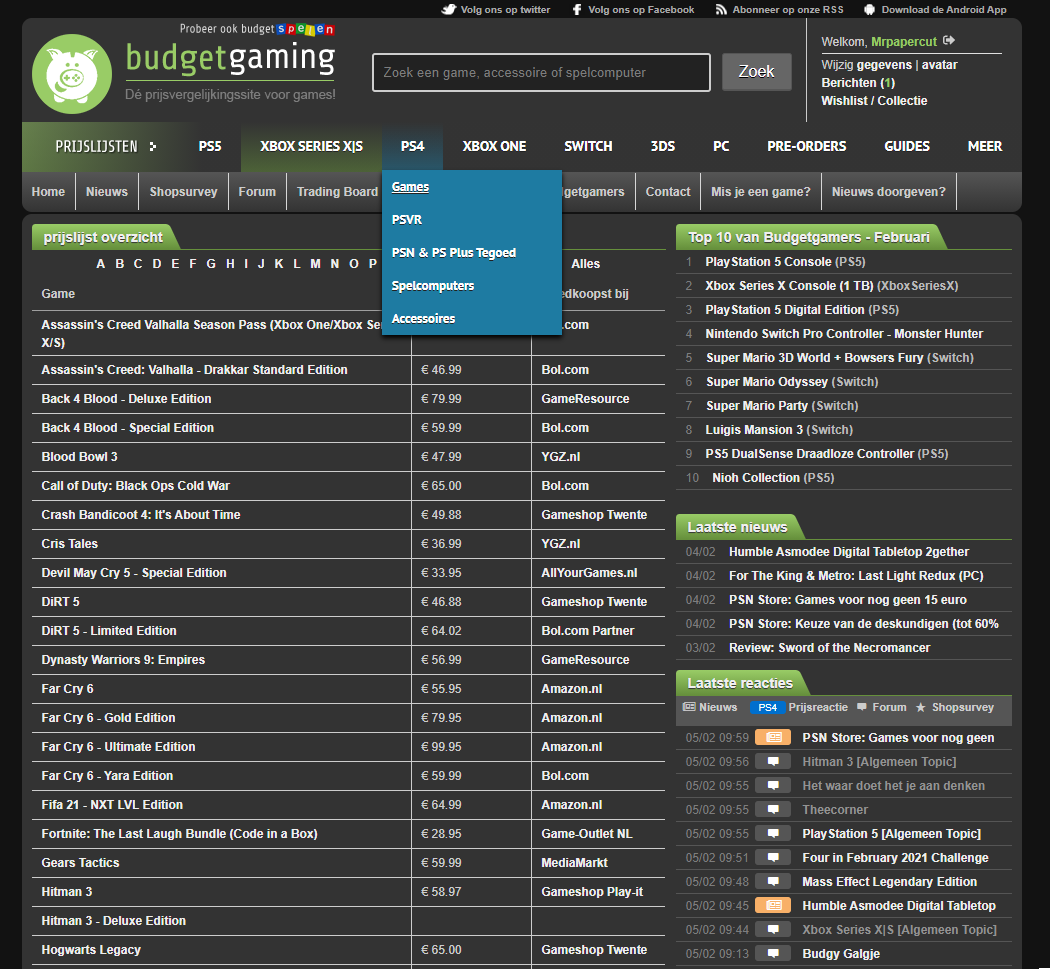 Volg ons op twitter Volg ons op Facebook Abonneer op onze RSS Download de Android App
Probeer ook budget spellen
budgetgaming
Dé prijsvergelijkingssite voor games!
Zoek een game, accessoire of spelcomputer
Zoek
Welkom, Mrpapercut
Wijzig gegevens | avatar
Berichten (1)
Wishlist / Collectie
PRIJSLIJSTEN PS5 XBOX SERIES X|S PS4 XBOX ONE SWITCH 3DS PC PRE-ORDERS GUIDES MEER
Home Nieuws Shopsurvey Forum Trading Board dgetgamers Contact Mis je een game? Nieuws doorgeven?
Games
PSVR
PSN & PS Plus Tegoed
Spelcomputers
Accessoires
prijslijst overzicht
A B C D E F G H I J K L M N O P Alles
Game edkoopst bij
Assassin's Creed Valhalla Season Pass (Xbox One/Xbox Se .com
X/S)
Assassin's Creed: Valhalla - Drakkar Standard Edition € 46.99 Bol.com
Back 4 Blood - Deluxe Edition € 79.99 GameResource
Back 4 Blood - Special Edition € 59.99 Bol.com
Blood Bowl 3 € 47.99 YGZ.nl
Call of Duty: Black Ops Cold War € 65.00 Bol.com
Crash Bandicoot 4: It's About Time € 49.88 Gameshop Twente
Cris Tales € 36.99 YGZ.nl
Devil May Cry 5 - Special Edition € 33.95 AllYourGames.nl
DiRT 5 € 46.88 Gameshop Twente
DiRT 5 - Limited Edition € 64.02 Bol.com Partner
Dynasty Warriors 9: Empires € 56.99 GameResource
Far Cry 6 € 55.95 Amazon.nl
Far Cry 6 - Gold Edition € 79.95 Amazon.nl
Far Cry 6 - Ultimate Edition € 99.95 Amazon.nl
Far Cry 6 - Yara Edition € 59.99 Bol.com
Fifa 21 - NXT LVL Edition € 64.99 Amazon.nl
Fortnite: The Last Laugh Bundle (Code in a Box) € 28.95 Game-Outlet NL
Gears Tactics € 59.99 MediaMarkt
Hitman 3 € 58.97 Gameshop Play-it
Hitman 3 - Deluxe Edition
Hogwarts Legacy € 65.00 Gameshop Twente
Top 10 van Budgetgamers - Februari
1 PlayStation 5 Console (PS5)
2 Xbox Series X Console (1 TB) (XboxSeriesX)
3 PlayStation 5 Digital Edition (PS5)
4 Nintendo Switch Pro Controller - Monster Hunter
5 Super Mario 3D World + Bowsers Fury (Switch)
6 Super Mario Odyssey (Switch)
7 Super Mario Party (Switch)
8 Luigis Mansion 3 (Switch)
9 PS5 DualSense Draadloze Controller (PS5)
10 Nioh Collection (PS5)
Laatste nieuws
04/02 Humble Asmodee Digital Tabletop 2gether
04/02 For The King & Metro: Last Light Redux (PC)
04/02 PSN Store: Games voor nog geen 15 euro
04/02 PSN Store: Keuze van de deskundigen (tot 60%
03/02 Review: Sword of the Necromancer
Laatste reacties
Nieuws PS4 Prijsreactie Forum Shopsurvey
05/02 09:59 PSN Store: Games voor nog geen
05/02 09:56 Hitman 3 [Algemeen Topic]
05/02 09:55 Het waar doet het je aan denken
05/02 09:55 Theecorner
05/02 09:55 PlayStation 5 [Algemeen Topic]
05/02 09:51 Four in February 2021 Challenge
05/02 09:48 Mass Effect Legendary Edition
05/02 09:45 Humble Asmodee Digital Tabletop
05/02 09:44 Xbox Series X|S [Algemeen Topic]
05/02 09:13 Budgy Galgje